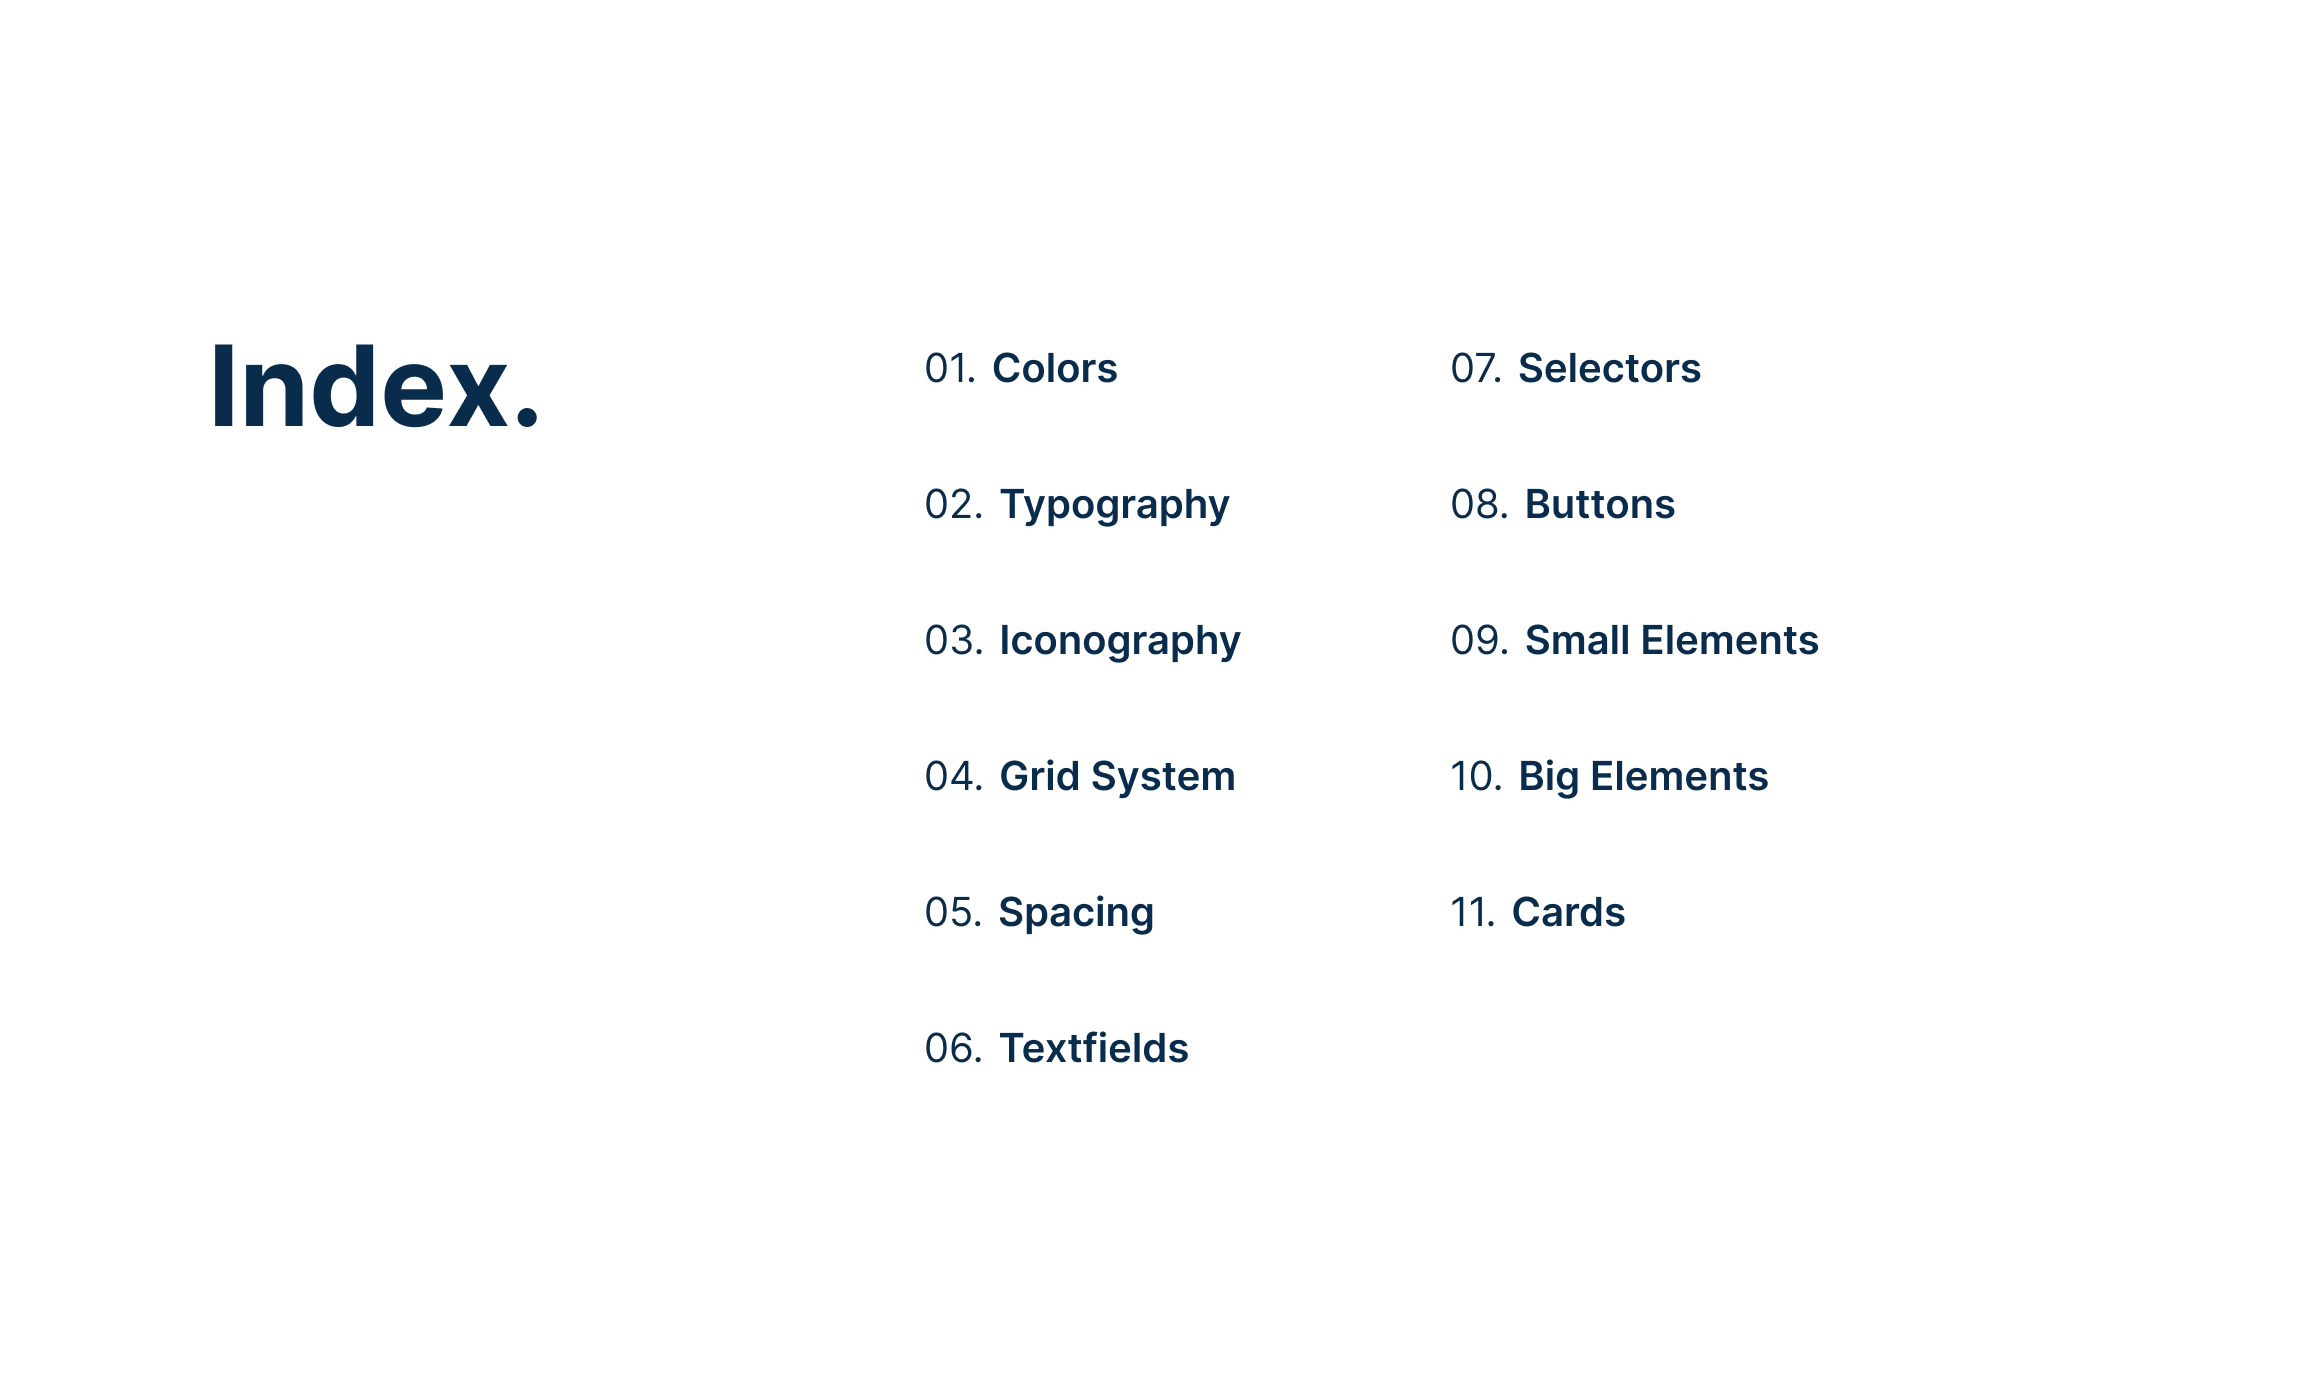 Index.
01. Colors
02. Typography
03. Iconography
04. Grid System
05. Spacing
06. Textfields
07. Selectors
08. Buttons
09. Small Elements
10. Big Elements
11. Cards